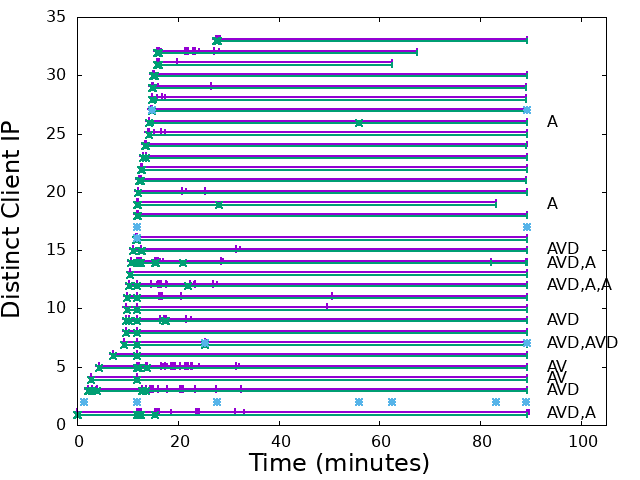 35
30
25
20
15
10
5
0
Distinct Client IP
A
A
AVD
AVD,A
AVD,A,A
AVD
AVD,AVD
AV
AV
AVD
AVD,A
0 20 40 60 80 100
Time (minutes)